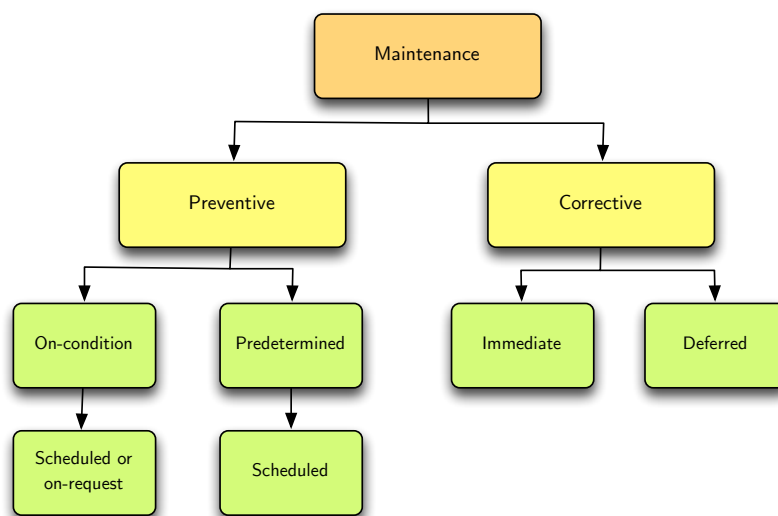 Maintenance
Preventive
Corrective
On-condition
Predetermined
Immediate
Deferred
Scheduled or
on-request
Scheduled